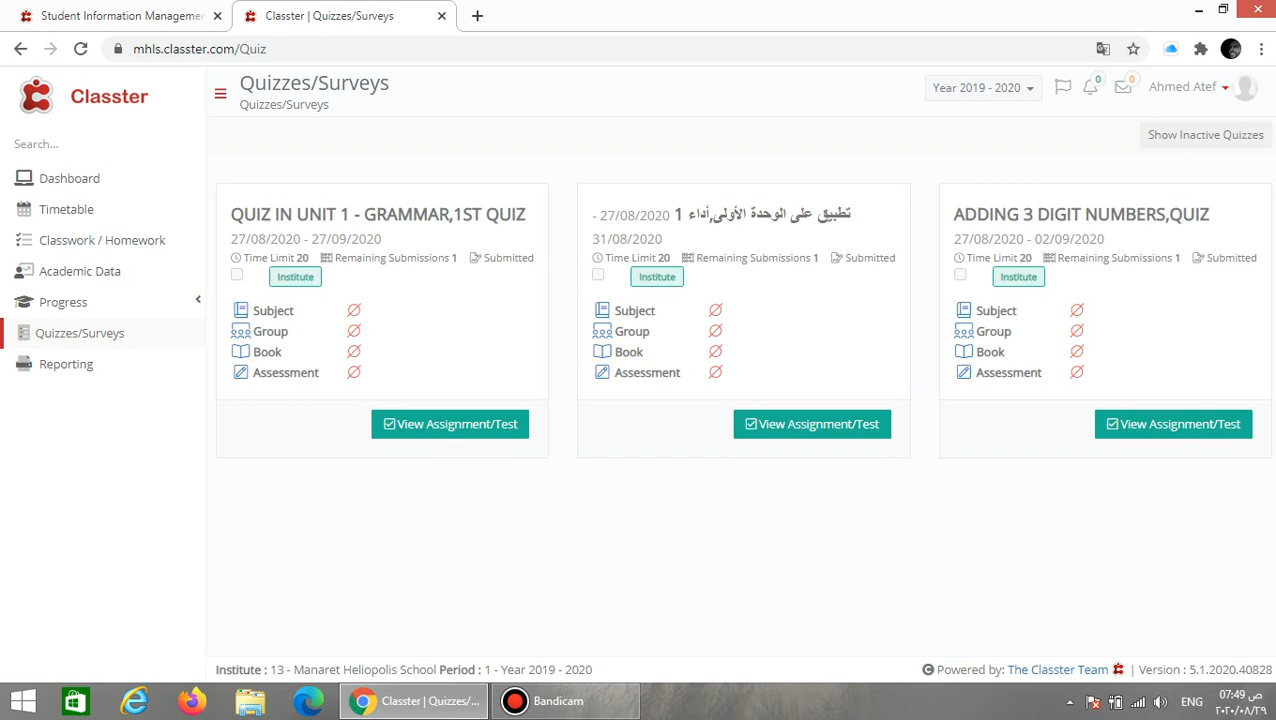 Student Information Managemen
Classter | Quizzes/Surveys
mhls.classter.com/Quiz
Classter
Quizzes/Surveys
Quizzes/Surveys
Year 2019 - 2020
0
0
Ahmed Atef
Search...
Show Inactive Quizzes
Dashboard
Timetable
Classwork / Homework
Academic Data
Progress
Quizzes/Surveys
Reporting
QUIZ IN UNIT 1 - GRAMMAR,1ST QUIZ
27/08/2020 - 27/09/2020
Time Limit 20 Remaining Submissions 1 Submitted
Institute
Subject
Group
Book
Assessment
View Assignment/Test
تطبيق على الوحدة الأولى,أداء 1 27/08/2020 -
31/08/2020
Time Limit 20 Remaining Submissions 1 Submitted
Institute
Subject
Group
Book
Assessment
View Assignment/Test
ADDING 3 DIGIT NUMBERS,QUIZ
27/08/2020 - 02/09/2020
Time Limit 20 Remaining Submissions 1 Submitted
Institute
Subject
Group
Book
Assessment
View Assignment/Test
Institute : 13 - Manaret Heliopolis School Period : 1 - Year 2019 - 2020
Powered by: The Classter Team | Version : 5.1.2020.40828
Classter | Quizzes/...
Bandicam
ENG
07:49 ص
٢٠٢٠/٠٨/٢٩